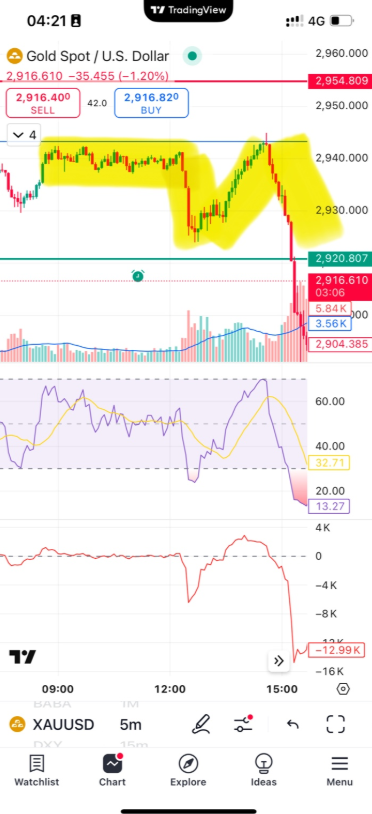 04:21
TradingView
4G
Gold Spot / U.S. Dollar
2,916.610 −35.455 (−1.20%)
2,916.400
SELL
42.0
2,916.820
BUY
4
2,960.000
2,954.809
2,950.000
2,940.000
2,930.000
2,920.807
2,916.610
03:06
5.84K
3.56K
2,904.385
60.00
40.00
32.71
20.00
13.27
4K
0
−4K
−8K
−12.99K
−16K
09:00
12:00
15:00
BABA
1M
XAUUSD
5m
DXY
15m
Watchlist
Chart
Explore
Ideas
Menu